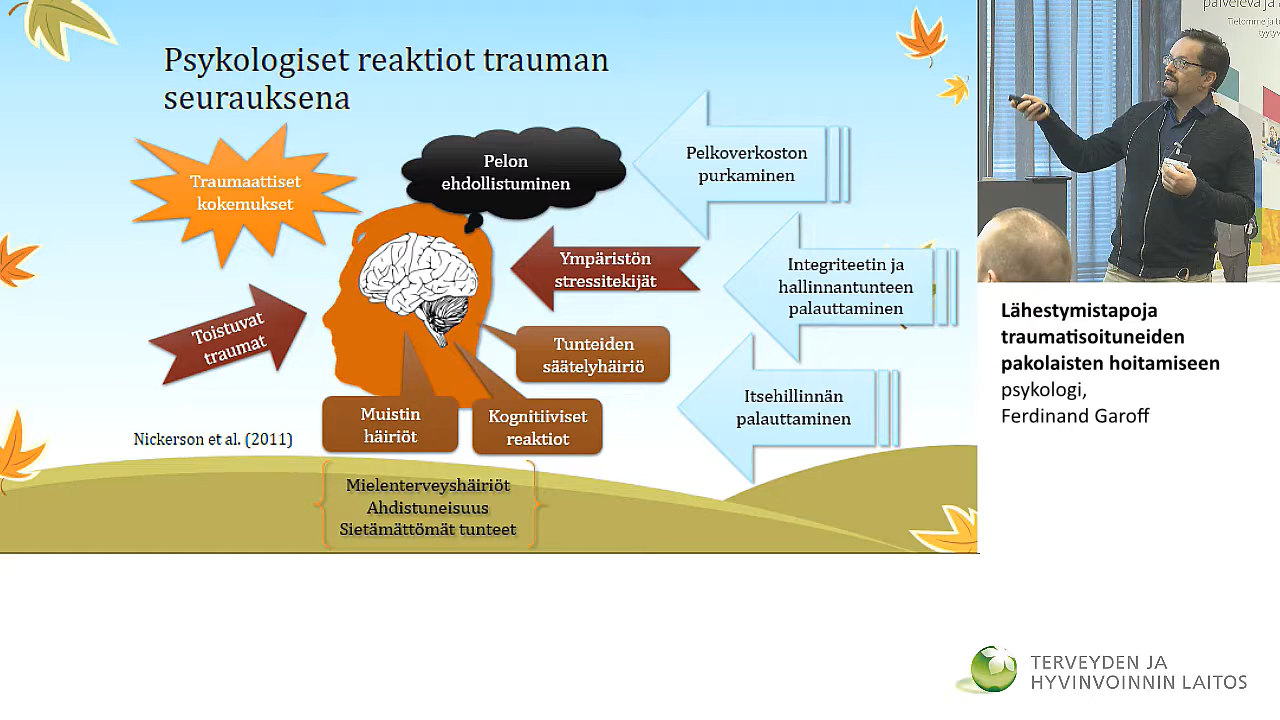 Psykologiset reaktiot trauman
seurauksena
Traumaattiset
kokemukset
Pelon
ehdollistuminen
Pelkoverkoston
purkaminen
Ympäristön
stressitekijät
Integriteetin ja
hallinnantunteen
palauttaminen
Toistuvat
traumat
Tunteiden
säätelyhäiriö
Itsehillinnän
palauttaminen
Muistin
häiriöt
Kognitiiviset
reaktiot
Nickerson et al. (2011)
Mielenterveyshäiriöt
Ahdistuneisuus
Sietämättömät tunteet
palveleva ja
Lähestymistapoja
traumatisoituneiden
pakolaisten hoitamiseen
psykologi,
Ferdinand Garoff
TERVEYDEN JA
HYVINVOINNIN LAITOS